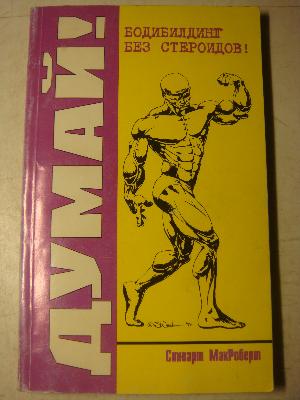 ДУМАЙ!
БОДИБИЛДИНГ
БЕЗ СТЕРОИДОВ!
Стюарт МакРоберт